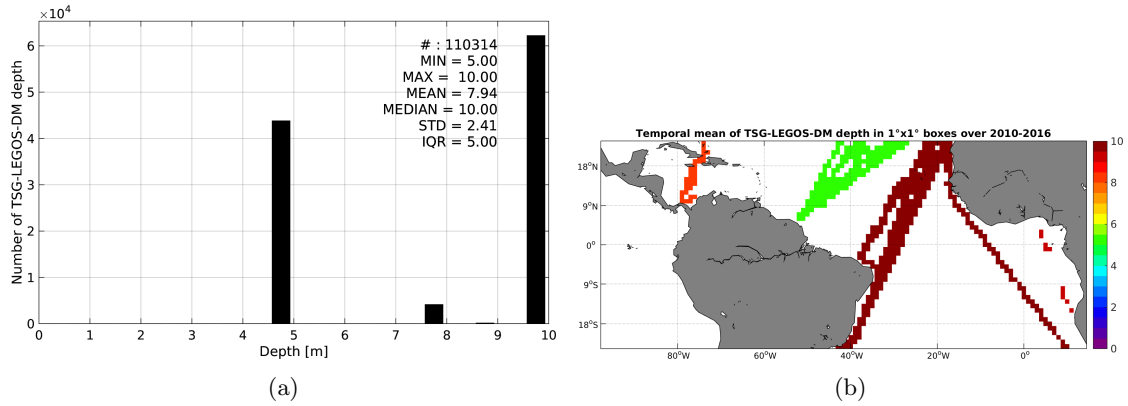 ×10⁴
6
5
4
3
2
1
0
Number of TSG-LEGOS-DM depth
# : 110314
MIN = 5.00
MAX = 10.00
MEAN = 7.94
MEDIAN = 10.00
STD = 2.41
IQR = 5.00
0 1 2 3 4 5 6 7 8 9 10
Depth [m]
(a)
Temporal mean of TSG-LEGOS-DM depth in 1°x1° boxes over 2010-2016
18°N
9°N
0°
9°S
18°S
80°W 60°W 40°W 20°W 0°
10
8
6
4
2
0
(b)